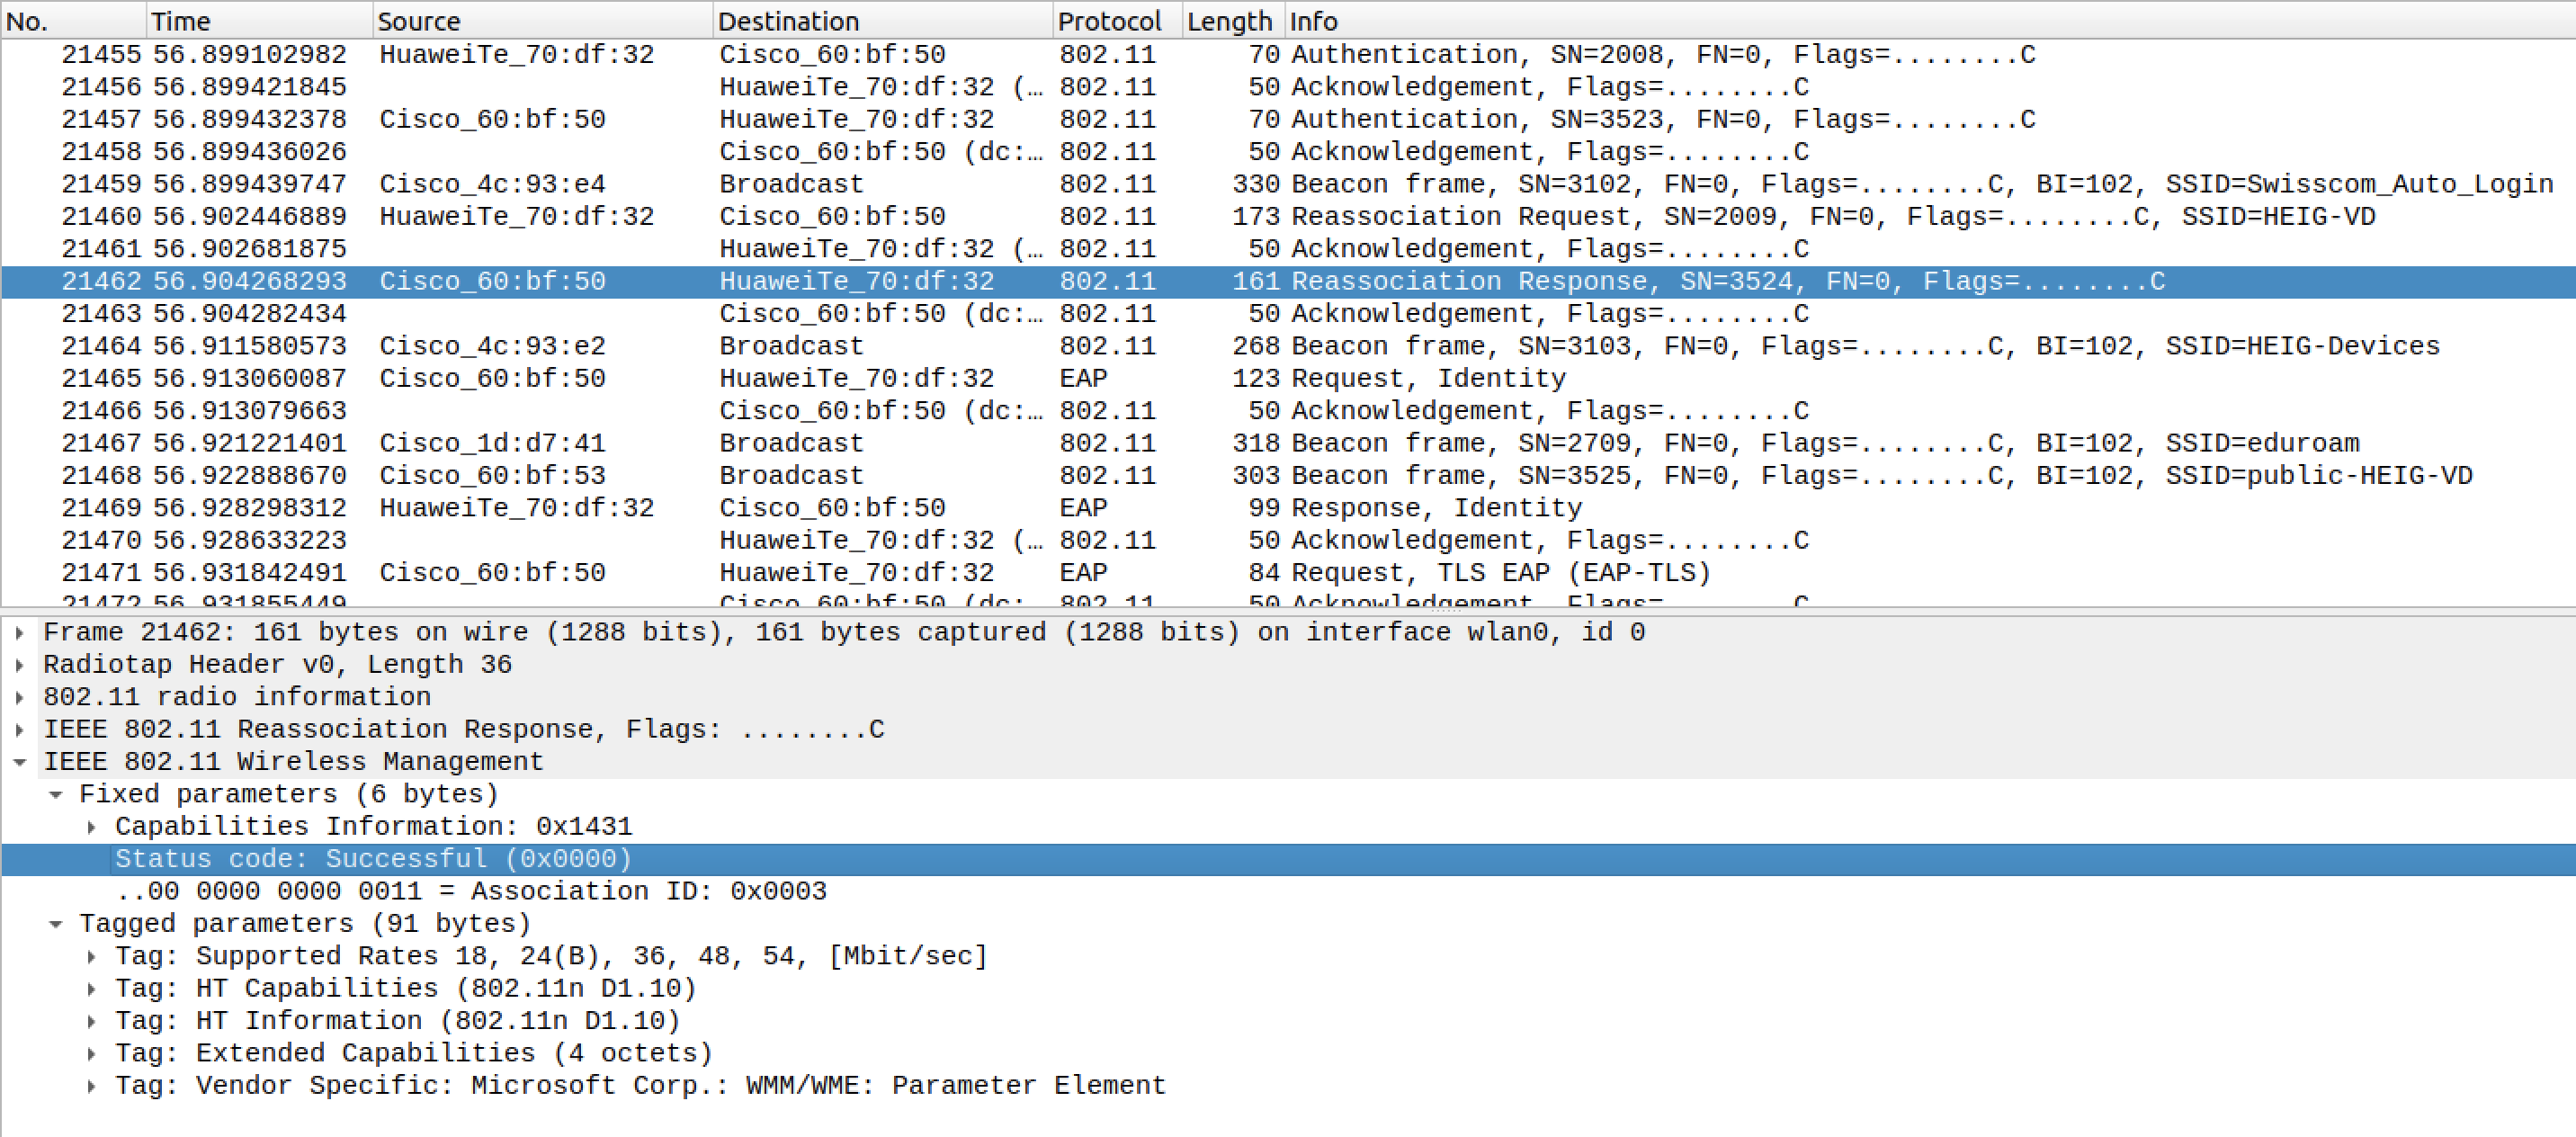 No. Time Source Destination Protocol Length Info
21455 56.899102982 HuaweiTe_70:df:32 Cisco_60:bf:50 802.11 70 Authentication, SN=2008, FN=0, Flags=........C
21456 56.899421845 HuaweiTe_70:df:32 (… 802.11 50 Acknowledgement, Flags=........C
21457 56.899432378 Cisco_60:bf:50 HuaweiTe_70:df:32 802.11 70 Authentication, SN=3523, FN=0, Flags=........C
21458 56.899436026 Cisco_60:bf:50 (dc:… 802.11 50 Acknowledgement, Flags=........C
21459 56.899439747 Cisco_4c:93:e4 Broadcast 802.11 330 Beacon frame, SN=3102, FN=0, Flags=........C, BI=102, SSID=Swisscom_Auto_Login
21460 56.902446889 HuaweiTe_70:df:32 Cisco_60:bf:50 802.11 173 Reassociation Request, SN=2009, FN=0, Flags=........C, SSID=HEIG-VD
21461 56.902681875 HuaweiTe_70:df:32 (… 802.11 50 Acknowledgement, Flags=........C
21462 56.904268293 Cisco_60:bf:50 HuaweiTe_70:df:32 802.11 161 Reassociation Response, SN=3524, FN=0, Flags=........C
21463 56.904282434 Cisco_60:bf:50 (dc:… 802.11 50 Acknowledgement, Flags=........C
21464 56.911580573 Cisco_4c:93:e2 Broadcast 802.11 268 Beacon frame, SN=3103, FN=0, Flags=........C, BI=102, SSID=HEIG-Devices
21465 56.913060087 Cisco_60:bf:50 HuaweiTe_70:df:32 EAP 123 Request, Identity
21466 56.913079663 Cisco_60:bf:50 (dc:… 802.11 50 Acknowledgement, Flags=........C
21467 56.921221401 Cisco_1d:d7:41 Broadcast 802.11 318 Beacon frame, SN=2709, FN=0, Flags=........C, BI=102, SSID=eduroam
21468 56.922888670 Cisco_60:bf:53 Broadcast 802.11 303 Beacon frame, SN=3525, FN=0, Flags=........C, BI=102, SSID=public-HEIG-VD
21469 56.928298312 HuaweiTe_70:df:32 Cisco_60:bf:50 EAP 99 Response, Identity
21470 56.928633223 HuaweiTe_70:df:32 (… 802.11 50 Acknowledgement, Flags=........C
21471 56.931842491 Cisco_60:bf:50 HuaweiTe_70:df:32 EAP 84 Request, TLS EAP (EAP-TLS)
21472 56.931855449 Cisco_60:bf:50 (dc: 802.11 50 Acknowledgement, Flags=........C
Frame 21462: 161 bytes on wire (1288 bits), 161 bytes captured (1288 bits) on interface wlan0, id 0
Radiotap Header v0, Length 36
802.11 radio information
IEEE 802.11 Reassociation Response, Flags: ........C
IEEE 802.11 Wireless Management
Fixed parameters (6 bytes)
Capabilities Information: 0x1431
Status code: Successful (0x0000)
..00 0000 0000 0011 = Association ID: 0x0003
Tagged parameters (91 bytes)
Tag: Supported Rates 18, 24(B), 36, 48, 54, [Mbit/sec]
Tag: HT Capabilities (802.11n D1.10)
Tag: HT Information (802.11n D1.10)
Tag: Extended Capabilities (4 octets)
Tag: Vendor Specific: Microsoft Corp.: WMM/WME: Parameter Element